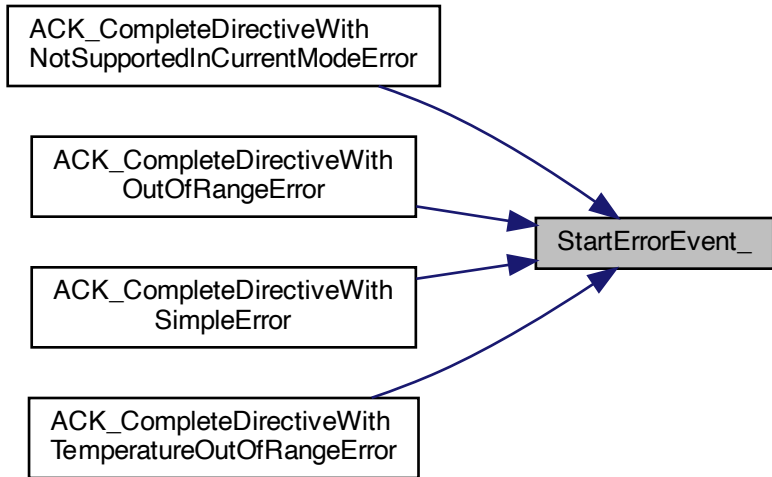 ACK_CompleteDirectiveWith
NotSupportedInCurrentModeError
ACK_CompleteDirectiveWith
OutOfRangeError
StartErrorEvent_
ACK_CompleteDirectiveWith
SimpleError
ACK_CompleteDirectiveWith
TemperatureOutOfRangeError